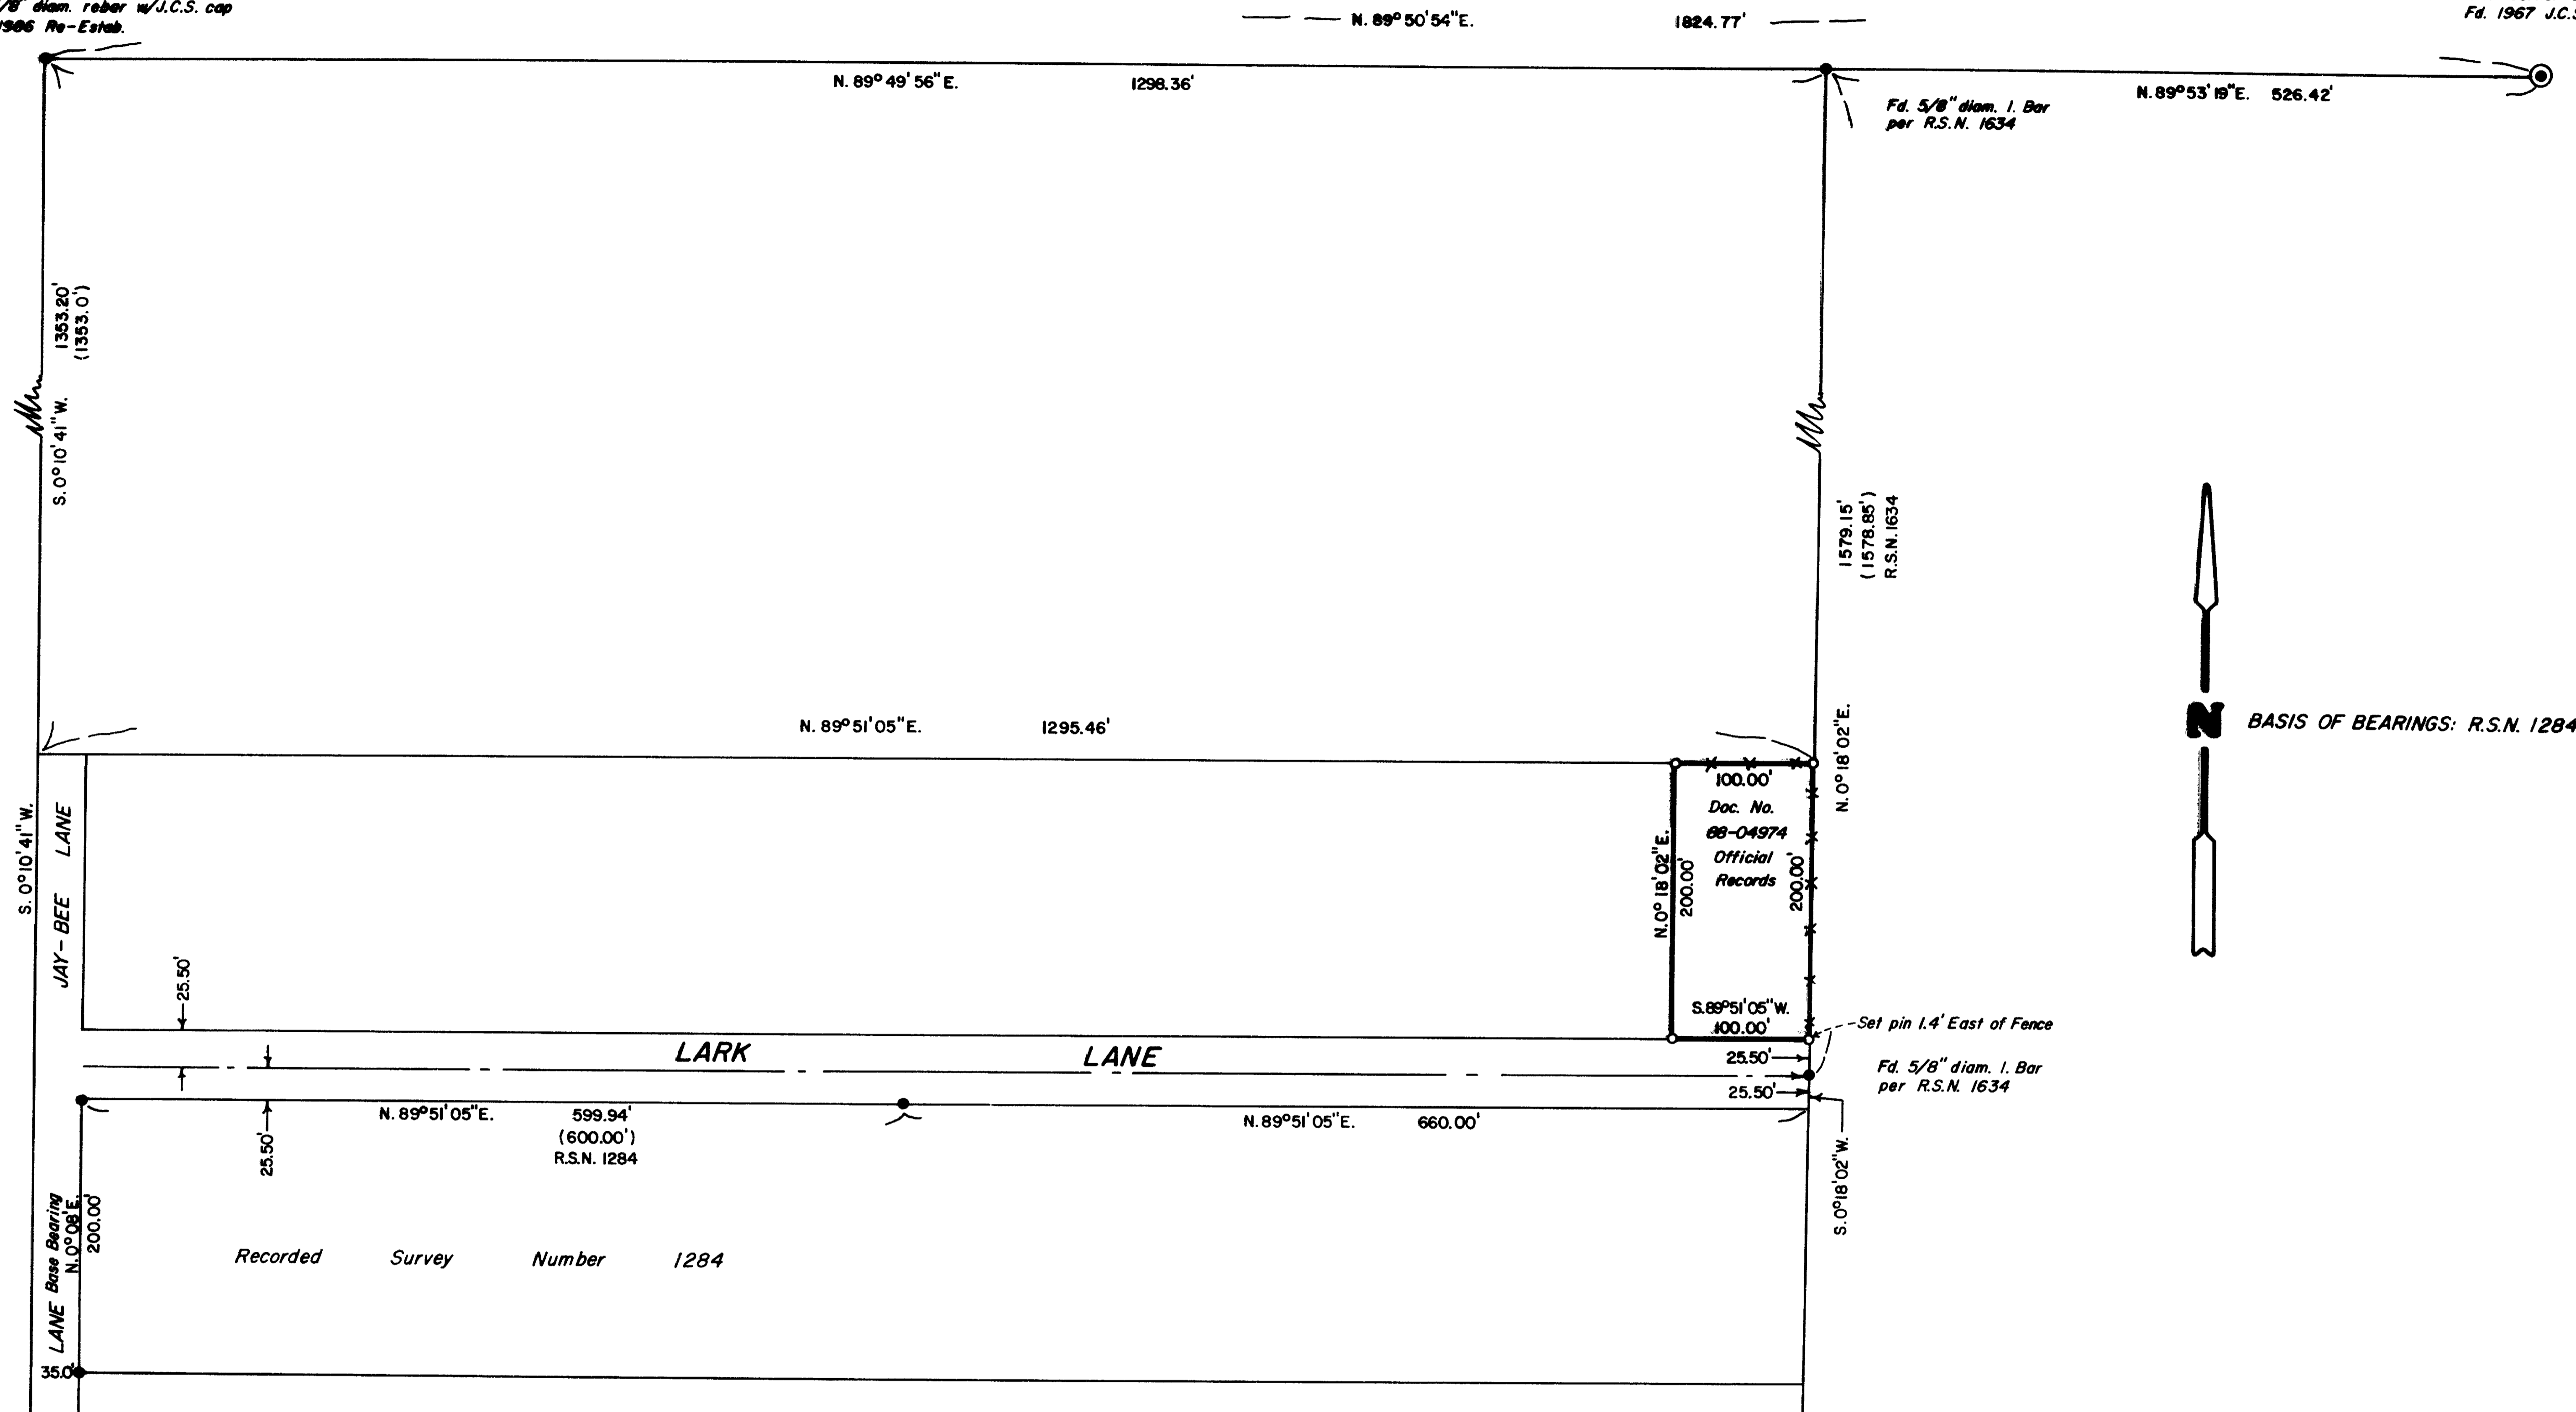 diam. rebar w/J.C.S. cap
1986 Re-Estab.
N. 89° 50' 54" E. 1824.77'
Fd. 1967
N. 89° 49' 56" E. 1298.36'
N. 89° 53' 19" E. 526.42'
Fd. 5/8" diam. I. Bar
per R.S.N. 1634
1353.20'
(1353.0')
S. 0° 10' 41" W.
1579.15'
(1578.85')
R.S.N. 1634
N
BASIS OF BEARINGS: R.S.N. 1284
N. 89° 51' 05" E. 1295.46'
N. 0° 18' 02" E.
100.00'
Doc. No.
88-04974
Official
Records
N. 0° 18' 02" E.
200.00'
200.00'
S. 89° 51' 05" W.
100.00'
S. 0° 10' 41" W.
JAY-BEE LANE
25.50'
LARK LANE
Set pin 1.4' East of Fence
25.50'
25.50'
Fd. 5/8" diam. I. Bar
per R.S.N. 1634
N. 89° 51' 05" E. 599.94'
(600.00')
R.S.N. 1284
N. 89° 51' 05" E. 660.00'
25.50'
S. 0° 18' 02" W.
LANE Base Bearing
N. 0° 08' E.
200.00'
Recorded Survey Number 1284
35.0'